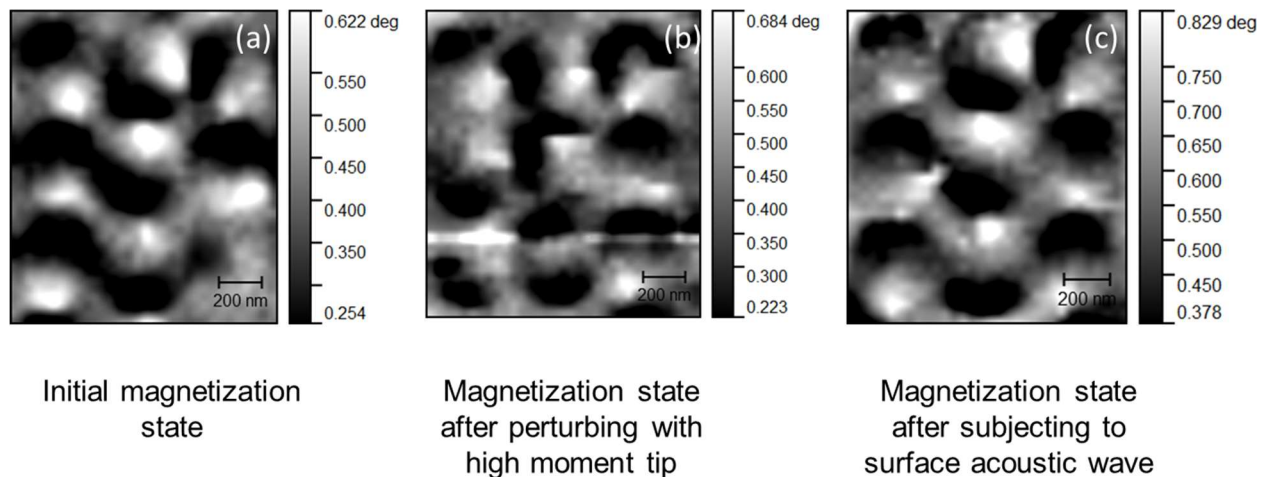 (a)
0.622 deg
0.550
0.500
0.450
0.400
0.350
0.254
200 nm
(b)
0.684 deg
0.600
0.550
0.500
0.450
0.400
0.350
0.300
0.223
200 nm
(c)
0.829 deg
0.750
0.700
0.650
0.600
0.550
0.500
0.450
0.378
200 nm
Initial magnetization
state
Magnetization state
after perturbing with
high moment tip
Magnetization state
after subjecting to
surface acoustic wave